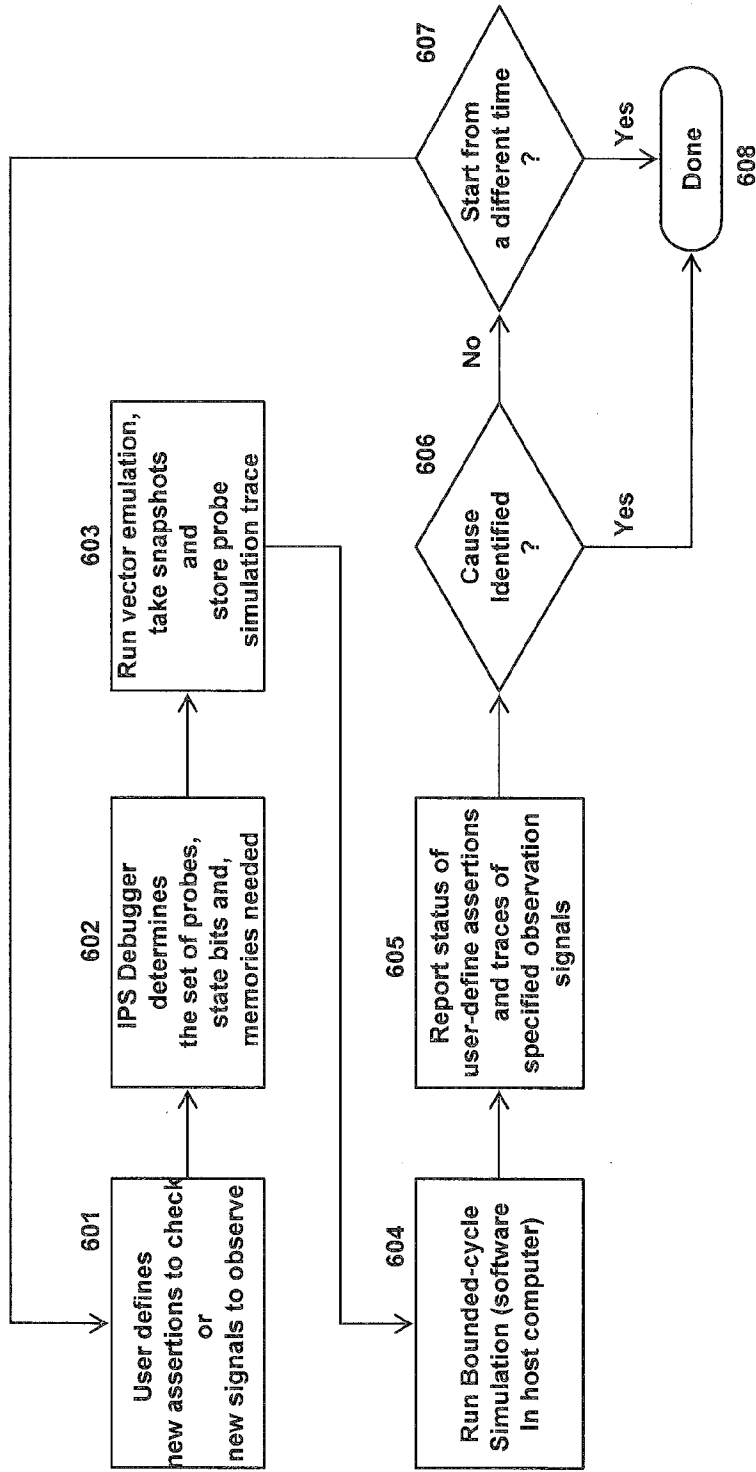 601
User defines
new assertions to check
or
new signals to observe
602
IPS Debugger
determines
the set of probes,
state bits and,
memories needed
603
Run vector emulation,
take snapshots
and
store probe
simulation trace
604
Run Bounded-cycle
Simulation (software
In host computer)
605
Report status of
user-define assertions
and traces of
specified observation
signals
606
Cause
Identified
?
No
Yes
607
Start from
a different time
?
Yes
Done
608